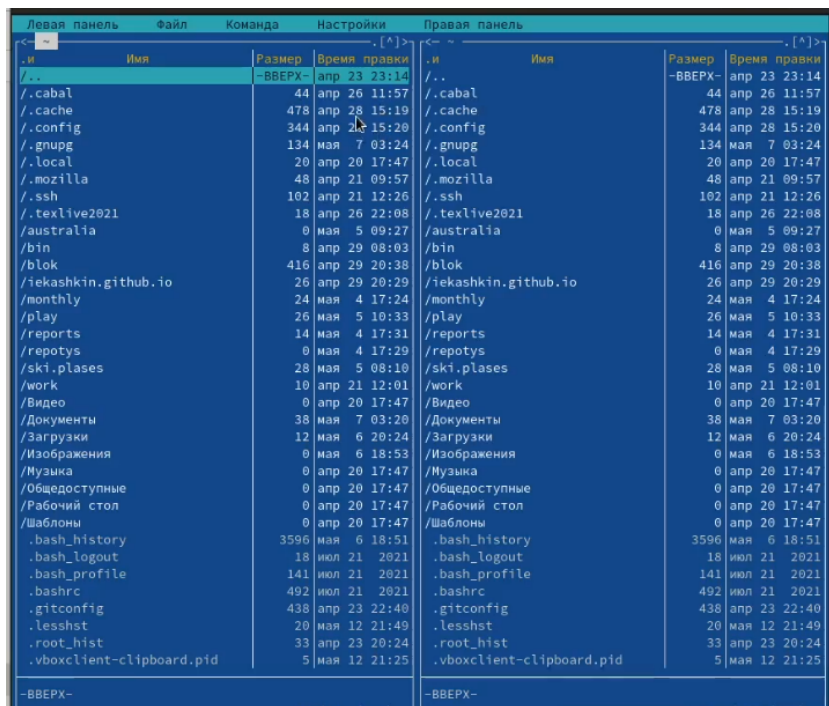 Левая панель Файл Команда Настройки Правая панель
<— ~ .[^]> <— ~ .[^]>
.и Имя Размер Время правки .и Имя Размер Время правки
/.. -ВВЕРХ- апр 23 23:14 /.. -ВВЕРХ- апр 23 23:14
/.cabal 44 апр 26 11:57 /.cabal 44 апр 26 11:57
/.cache 478 апр 28 15:19 /.cache 478 апр 28 15:19
/.config 344 апр 15:20 /.config 344 апр 28 15:20
/.gnupg 134 мая 7 03:24 /.gnupg 134 мая 7 03:24
/.local 20 апр 20 17:47 /.local 20 апр 20 17:47
/.mozilla 48 апр 21 09:57 /.mozilla 48 апр 21 09:57
/.ssh 102 апр 21 12:26 /.ssh 102 апр 21 12:26
/.texlive2021 18 апр 26 22:08 /.texlive2021 18 апр 26 22:08
/australia 0 мая 5 09:27 /australia 0 мая 5 09:27
/bin 8 апр 29 08:03 /bin 8 апр 29 08:03
/blok 416 апр 29 20:38 /blok 416 апр 29 20:38
/iekashkin.github.io 26 апр 29 20:29 /iekashkin.github.io 26 апр 29 20:29
/monthly 24 мая 4 17:24 /monthly 24 мая 4 17:24
/play 26 мая 5 10:33 /play 26 мая 5 10:33
/reports 14 мая 4 17:31 /reports 14 мая 4 17:31
/repotys 0 мая 4 17:29 /repotys 0 мая 4 17:29
/ski.plases 28 мая 5 08:10 /ski.plases 28 мая 5 08:10
/work 10 апр 21 12:01 /work 10 апр 21 12:01
/Видео 0 апр 20 17:47 /Видео 0 апр 20 17:47
/Документы 38 мая 7 03:20 /Документы 38 мая 7 03:20
/Загрузки 12 мая 6 20:24 /Загрузки 12 мая 6 20:24
/Изображения 0 мая 6 18:53 /Изображения 0 мая 6 18:53
/Музыка 0 апр 20 17:47 /Музыка 0 апр 20 17:47
/Общедоступные 0 апр 20 17:47 /Общедоступные 0 апр 20 17:47
/Рабочий стол 0 апр 20 17:47 /Рабочий стол 0 апр 20 17:47
/Шаблоны 0 апр 20 17:47 /Шаблоны 0 апр 20 17:47
.bash_history 3596 мая 6 18:51 .bash_history 3596 мая 6 18:51
.bash_logout 18 июл 21 2021 .bash_logout 18 июл 21 2021
.bash_profile 141 июл 21 2021 .bash_profile 141 июл 21 2021
.bashrc 492 июл 21 2021 .bashrc 492 июл 21 2021
.gitconfig 438 апр 23 22:40 .gitconfig 438 апр 23 22:40
.lesshst 20 мая 12 21:49 .lesshst 20 мая 12 21:49
.root_hist 33 апр 23 20:24 .root_hist 33 апр 23 20:24
.vboxclient-clipboard.pid 5 мая 12 21:25 .vboxclient-clipboard.pid 5 мая 12 21:25
-ВВЕРХ- -ВВЕРХ-